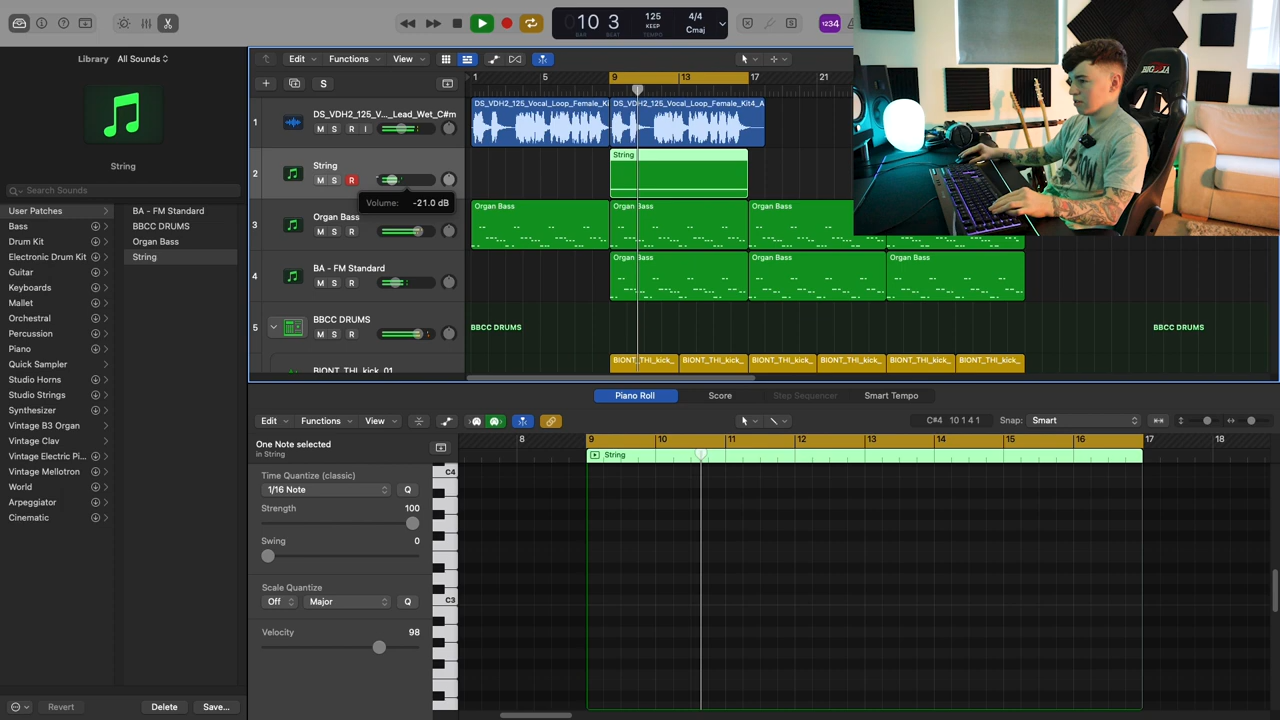 10 3
BAR BEAT
125
KEEP
TEMPO
4/4
Cmaj
1234
Library All Sounds
Edit Functions View
1 5 9 13 17 21
S
String
Search Sounds
User Patches
Bass
Drum Kit
Electronic Drum Kit
Guitar
Keyboards
Mallet
Orchestral
Percussion
Piano
Quick Sampler
Studio Horns
Studio Strings
Synthesizer
Vintage B3 Organ
Vintage Clav
Vintage Electric Pi...
Vintage Mellotron
World
Arpeggiator
Cinematic
BA - FM Standard
BBCC DRUMS
Organ Bass
String
Revert
Delete
Save...
1
DS_VDH2_125_V..._Lead_Wet_C#m
M S R I
DS_VDH2_125_Vocal_Loop_Female_Ki
DS_VDH2_125_Vocal_Loop_Female_Kit4_A
2
String
M S R
String
Volume: -21.0 dB
3
Organ Bass
M S R
Organ Bass
Organ Bass
Organ Bass
4
BA - FM Standard
M S R
Organ Bass
Organ Bass
Organ Bass
5
BBCC DRUMS
M S R
BBCC DRUMS
BBCC DRUMS
BIONT_THI_kick_01
BIONT_THI_kick_
BIONT_THI_kick_
BIONT_THI_kick_
BIONT_THI_kick_
BIONT_THI_kick_
BIONT_THI_kick_
Piano Roll Score Step Sequencer Smart Tempo
Edit Functions View
C#4 10 1 4 1
Snap: Smart
One Note selected
in String
8 9 10 11 12 13 14 15 16 17 18
String
Time Quantize (classic)
1/16 Note Q
Strength 100
Swing 0
Scale Quantize
Off Major Q
Velocity 98
C4
C3